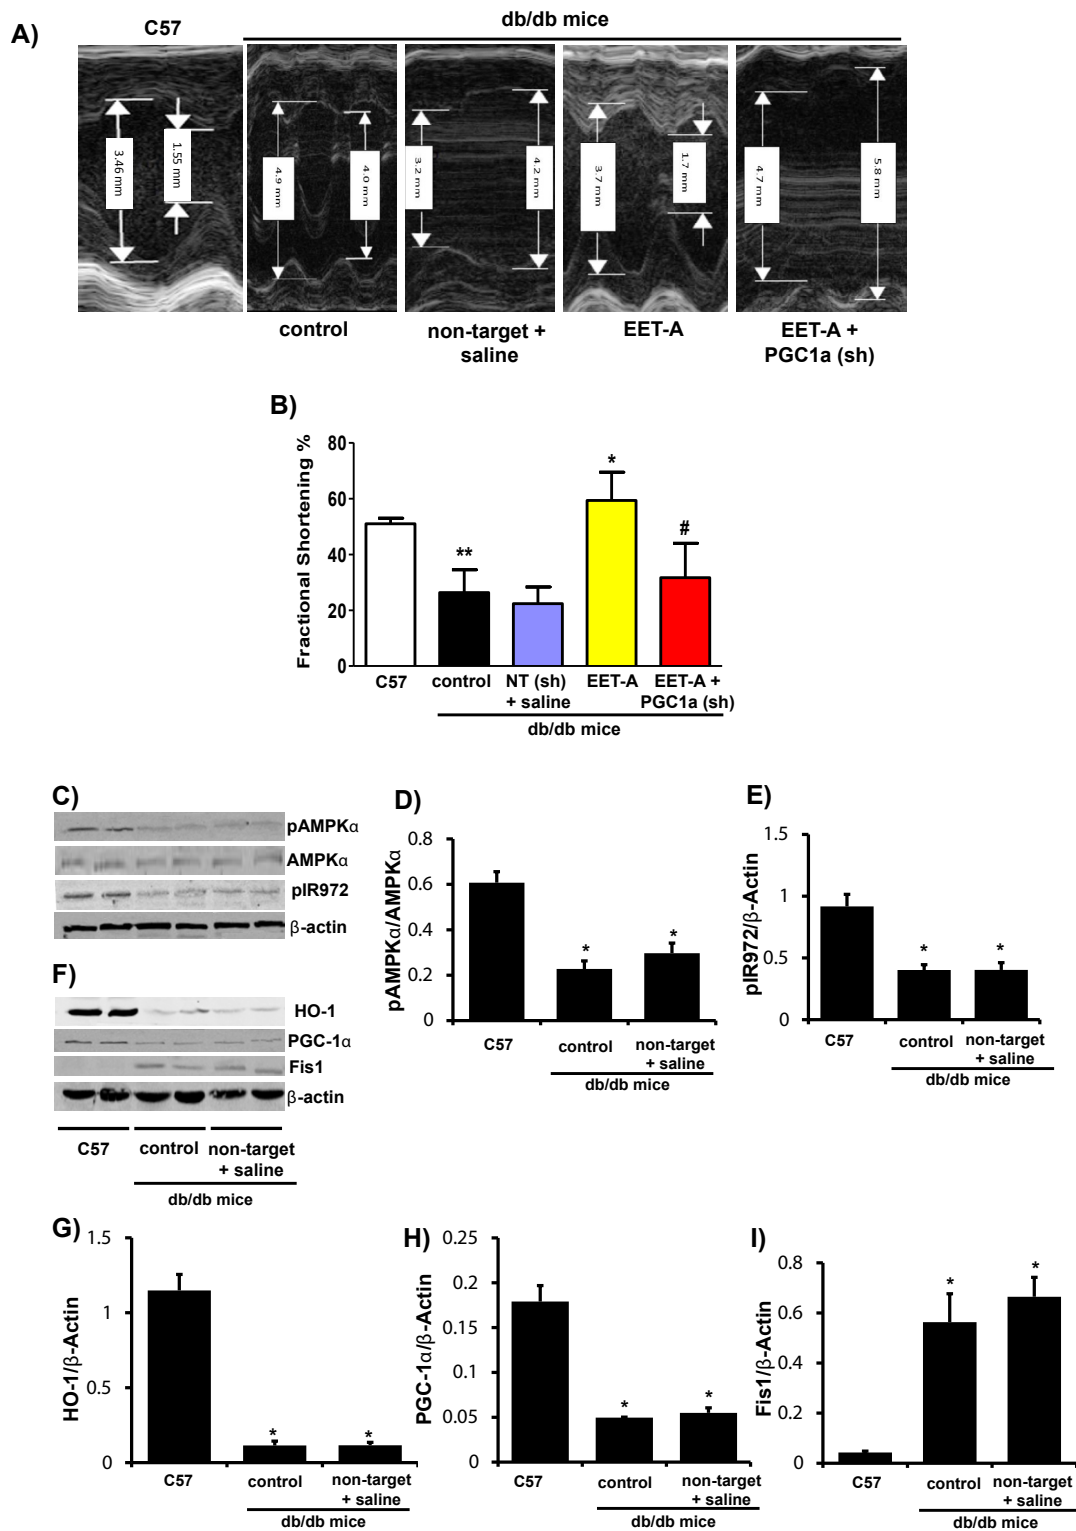 A)
C57
db/db mice
3.46 mm
1.55 mm
4.9 mm
4.0 mm
3.2 mm
4.2 mm
3.7 mm
1.7 mm
4.7 mm
5.8 mm
control
non-target +
saline
EET-A
EET-A +
PGC1a (sh)
B)
Fractional Shortening %
80
60
40
20
0
**
*
#
C57
control
NT (sh)
+ saline
EET-A
EET-A +
PGC1a (sh)
db/db mice
C)
pAMPKα
AMPKα
pIR972
β-actin
D)
pAMPKα/AMPKα
0.8
0.6
0.4
0.2
0
*
*
C57
control
non-target
+ saline
db/db mice
E)
pIR972/β-Actin
1.5
1
0.5
0
*
*
C57
control
non-target
+ saline
db/db mice
F)
HO-1
PGC-1α
Fis1
β-actin
C57
control
non-target
+ saline
db/db mice
G)
HO-1/β-Actin
1.5
1
0.5
0
*
*
C57
control
non-target
+ saline
db/db mice
H)
PGC-1α/β-Actin
0.25
0.2
0.15
0.1
0.05
0
*
*
C57
control
non-target
+ saline
db/db mice
I)
Fis1/β-Actin
0.8
0.6
0.4
0.2
0
*
*
C57
control
non-target
+ saline
db/db mice